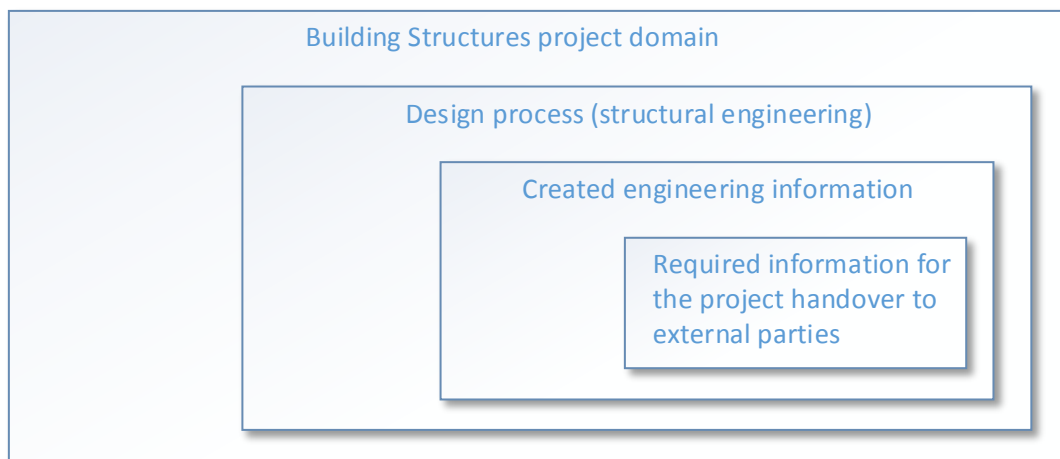 Building Structures project domain
Design process (structural engineering)
Created engineering information
Required information for
the project handover to
external parties